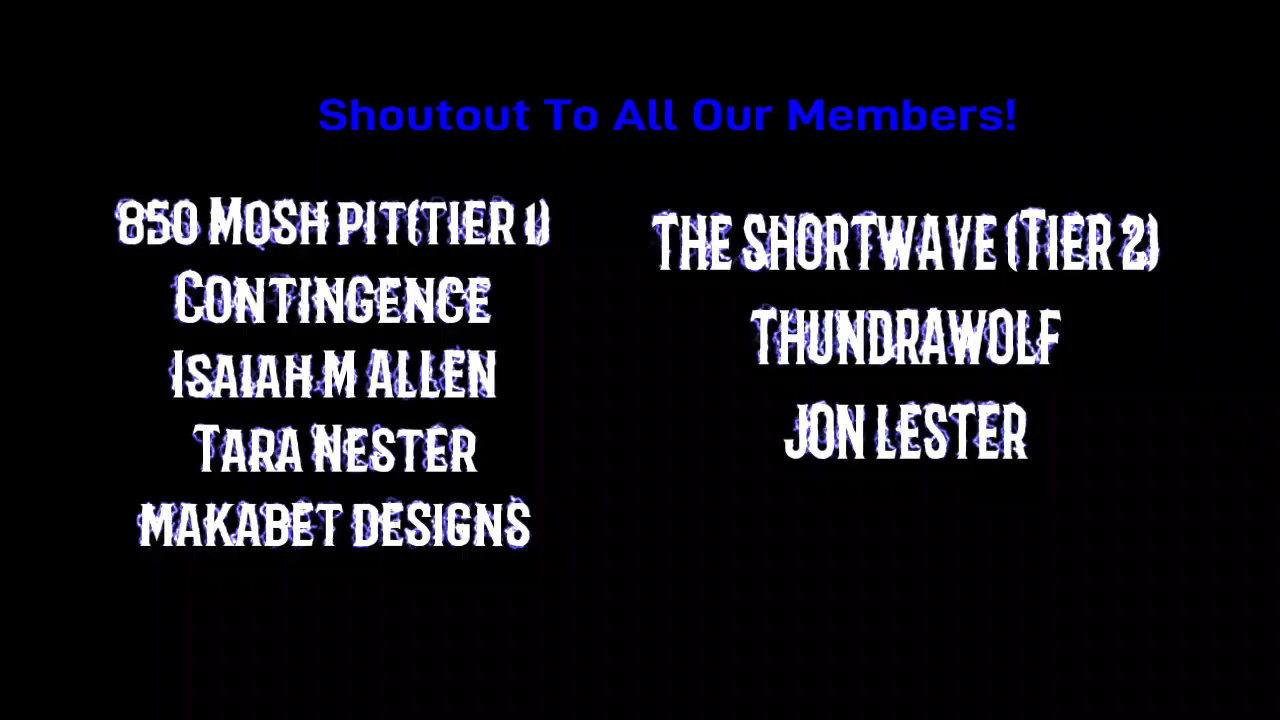 Shoutout To All Our Members!
850 MOSH PIT(TIER 1)
CONTINGENCE
ISAIAH M ALLEN
TARA NESTER
MAKABET DESIGNS
THE SHORTWAVE (TIER 2)
THUNDRAWOLF
JON LESTER